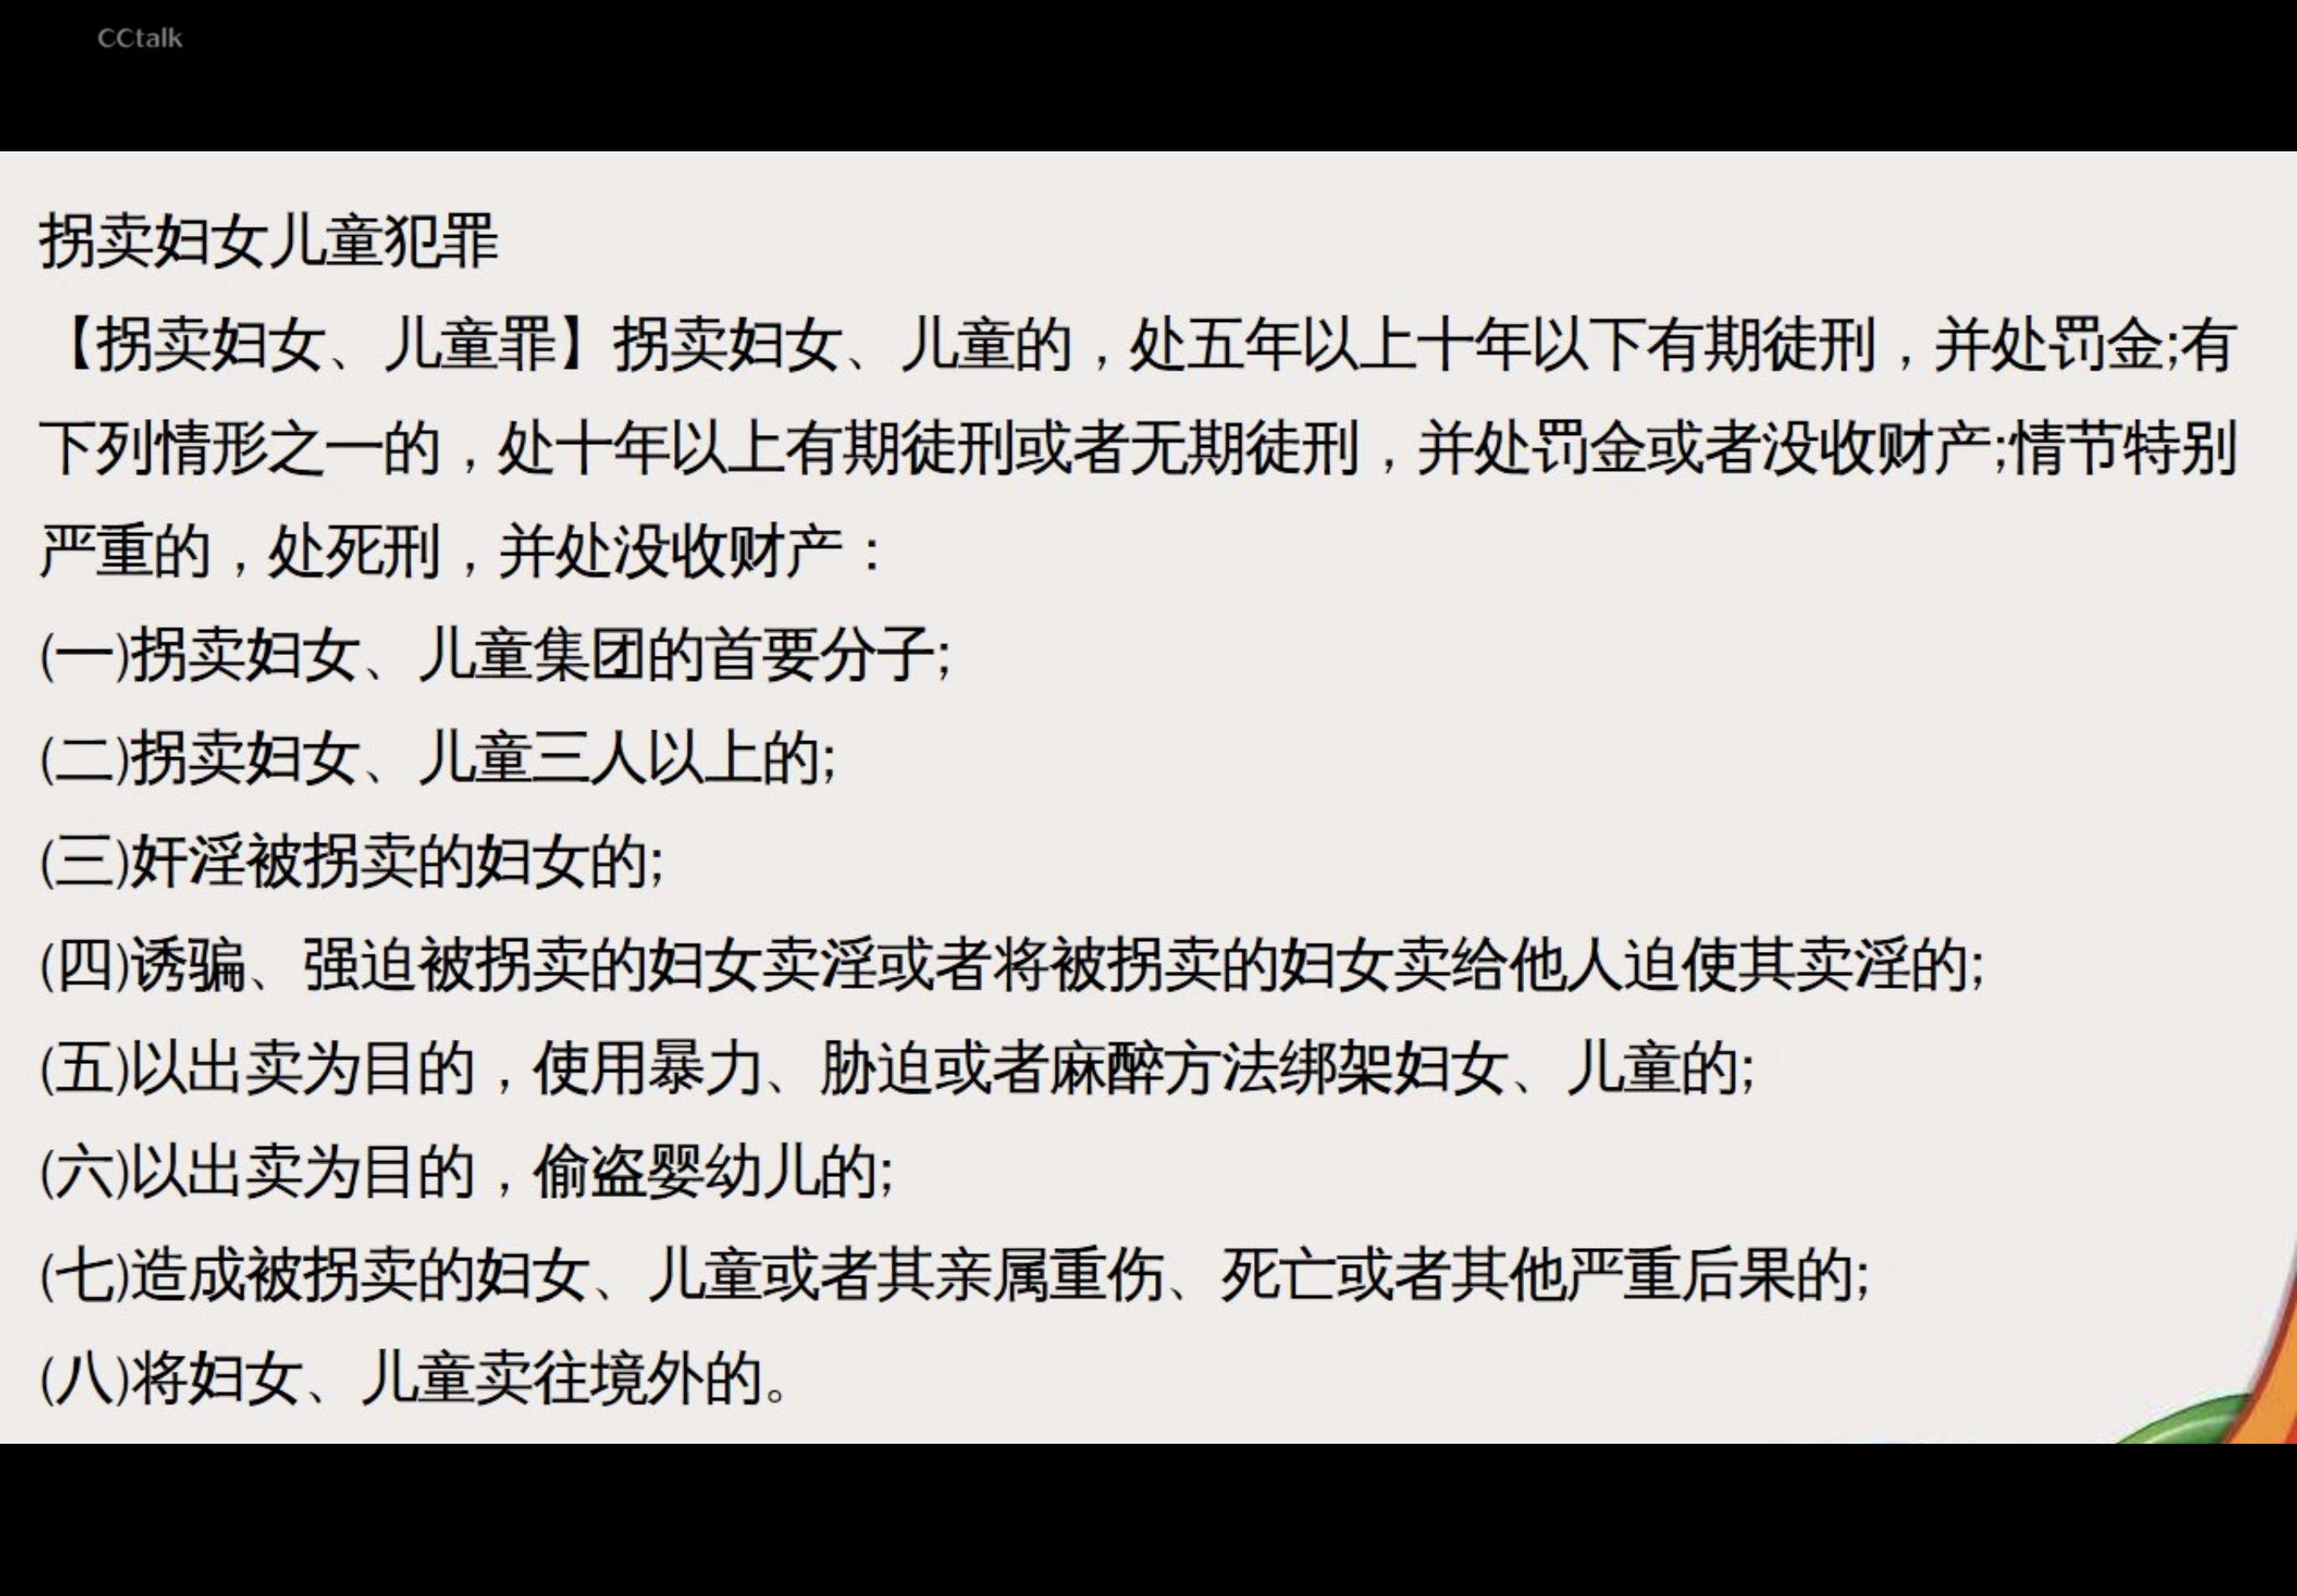 CCtalk
拐卖妇女儿童犯罪
【拐卖妇女、儿童罪】拐卖妇女、儿童的，处五年以上十年以下有期徒刑，并处罚金;有
下列情形之一的，处十年以上有期徒刑或者无期徒刑，并处罚金或者没收财产;情节特别
严重的，处死刑，并处没收财产：
(一)拐卖妇女、儿童集团的首要分子;
(二)拐卖妇女、儿童三人以上的;
(三)奸淫被拐卖的妇女的;
(四)诱骗、强迫被拐卖的妇女卖淫或者将被拐卖的妇女卖给他人迫使其卖淫的;
(五)以出卖为目的，使用暴力、胁迫或者麻醉方法绑架妇女、儿童的;
(六)以出卖为目的，偷盗婴幼儿的;
(七)造成被拐卖的妇女、儿童或者其亲属重伤、死亡或者其他严重后果的;
(八)将妇女、儿童卖往境外的。